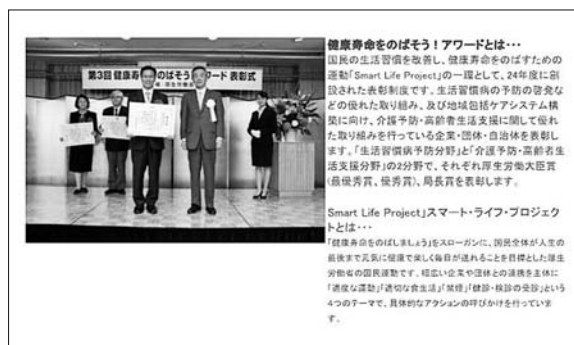 第3回 健康寿命をのばそう！アワード 表彰式
健康寿命をのばそう！アワードとは･･･
国民の生活習慣を改善し、健康寿命をのばすための
運動「Smart Life Project」の一環として、24年度に創
設された表彰制度です。生活習慣病の予防の啓発な
どの優れた取り組み、及び地域包括ケアシステム構
築に向け、介護予防・高齢者生活支援に関して優れ
た取り組みを行っている企業・団体・自治体を表彰し
ます。「生活習慣病予防分野」と「介護予防・高齢者生
活支援分野」の2分野で、それぞれ厚生労働大臣賞
(最優秀賞、優秀賞)、局長賞を表彰します。
Smart Life Project」スマート・ライフ・プロジェク
トとは･･･
「健康寿命をのばしましょう」をスローガンに、国民全体が人生の
最後まで元気に健康で楽しく毎日が送れることを目標とした厚生
労働省の国民運動です。幅広い企業や団体との連携を主体に
「適度な運動」「適切な食生活」「禁煙」「健診・検診の受診」という
4つのテーマで、具体的なアクションの呼びかけを行っていま
す。